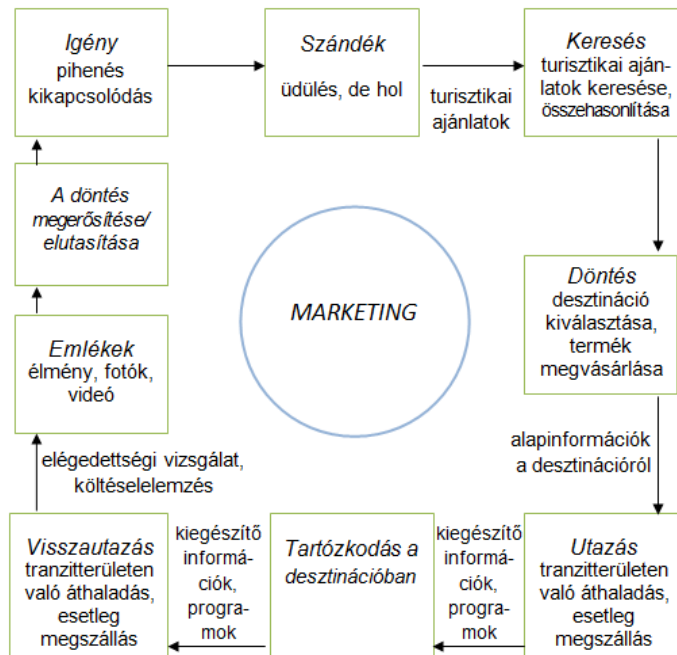 Igény
pihenés
kikapcsolódás
Szándék
üdülés, de hol
turisztikai
ajánlatok
Keresés
turisztikai aján-
latok keresése,
összehasonlítása
Döntés
desztináció
kiválasztása,
termék
megvásárlása
alapinformációk
a desztinációról
Utazás
tranzitterületen
való áthaladás,
esetleg
megszállás
kiegészítő
informá-
ciók,
progra-
mok
Tartózkodás a
desztinációban
kiegészítő
informá-
ciók,
progra-
mok
Visszautazás
tranzitterületen
való áthaladás,
esetleg
megszállás
elégedettségi vizsgálat,
költéselelemzés
Emlékek
élmény, fotók,
videó
A döntés
megerősítése/
elutasítása
MARKETING